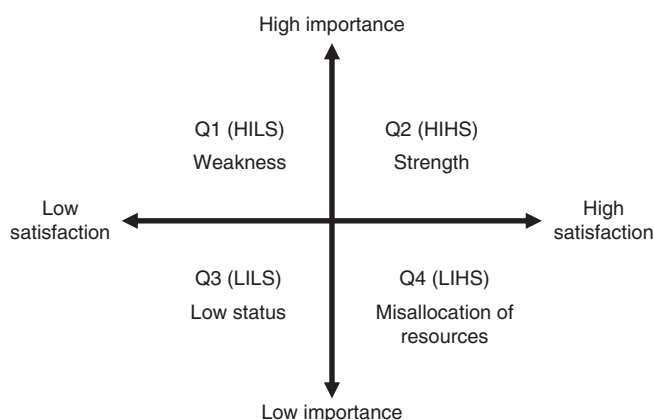 High importance
Q1 (HILS)
Weakness
Q2 (HIHS)
Strength
Low
satisfaction
High
satisfaction
Q3 (LILS)
Low status
Q4 (LIHS)
Misallocation of
resources
Low importance